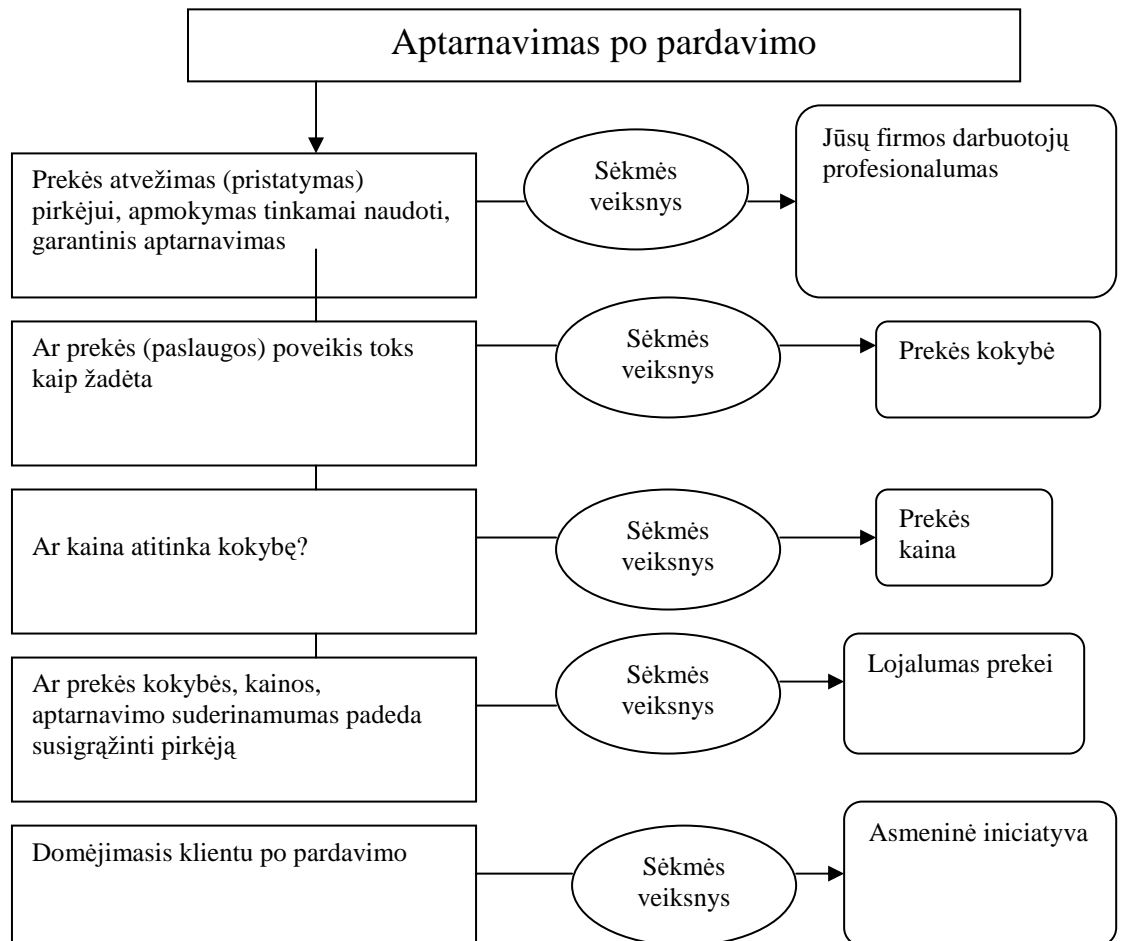 Aptarnavimas po pardavimo
Prekės atvežimas (pristatymas)
pirkėjui, apmokymas tinkamai naudoti,
garantinis aptarnavimas
Sėkmės
veiksnys
Jūsų firmos darbuotojų
profesionalumas
Ar prekės (paslaugos) poveikis toks
kaip žadėta
Sėkmės
veiksnys
Prekės kokybė
Ar kaina atitinka kokybę?
Sėkmės
veiksnys
Prekės
kaina
Ar prekės kokybės, kainos,
aptarnavimo suderinamumas padeda
susigrąžinti pirkėją
Sėkmės
veiksnys
Lojalumas prekei
Domėjimasis klientu po pardavimo
Sėkmės
veiksnys
Asmeninė iniciatyva